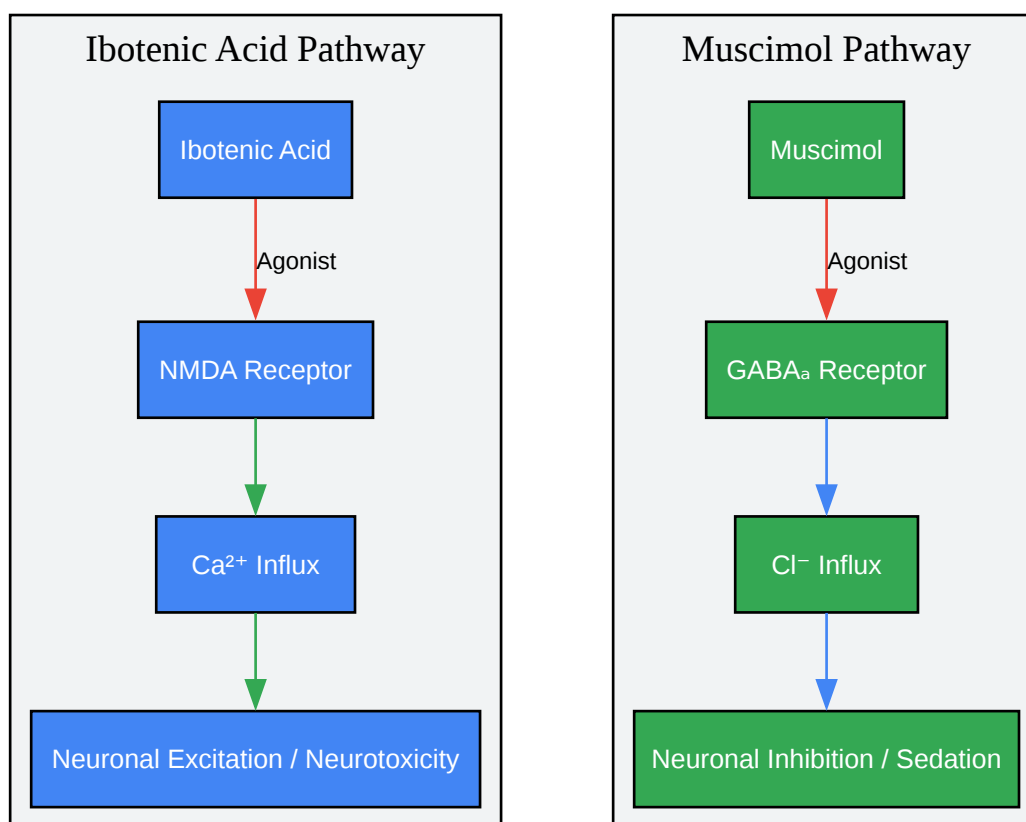 Ibotenic Acid Pathway
Ibotenic Acid
Agonist
NMDA Receptor
Ca²⁺ Influx
Neuronal Excitation / Neurotoxicity
Muscimol Pathway
Muscimol
Agonist
GABAₐ Receptor
Cl⁻ Influx
Neuronal Inhibition / Sedation